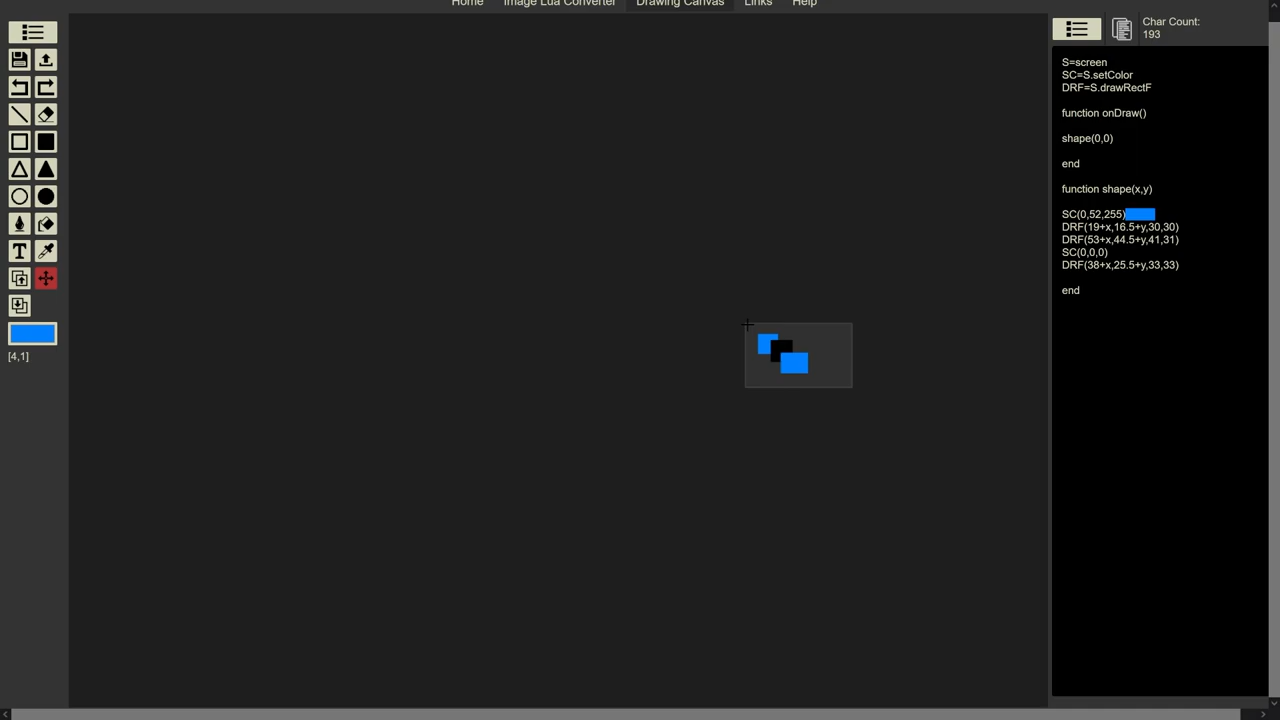 Home Image Lua Converter Drawing Canvas Links Help
Char Count:
193
S=screen
SC=S.setColor
DRF=S.drawRectF
function onDraw()
shape(0,0)
end
function shape(x,y)
SC(0,52,255)
DRF(19+x,16.5+y,30,30)
DRF(53+x,44.5+y,41,31)
SC(0,0,0)
DRF(38+x,25.5+y,33,33)
end
T
[4,1]